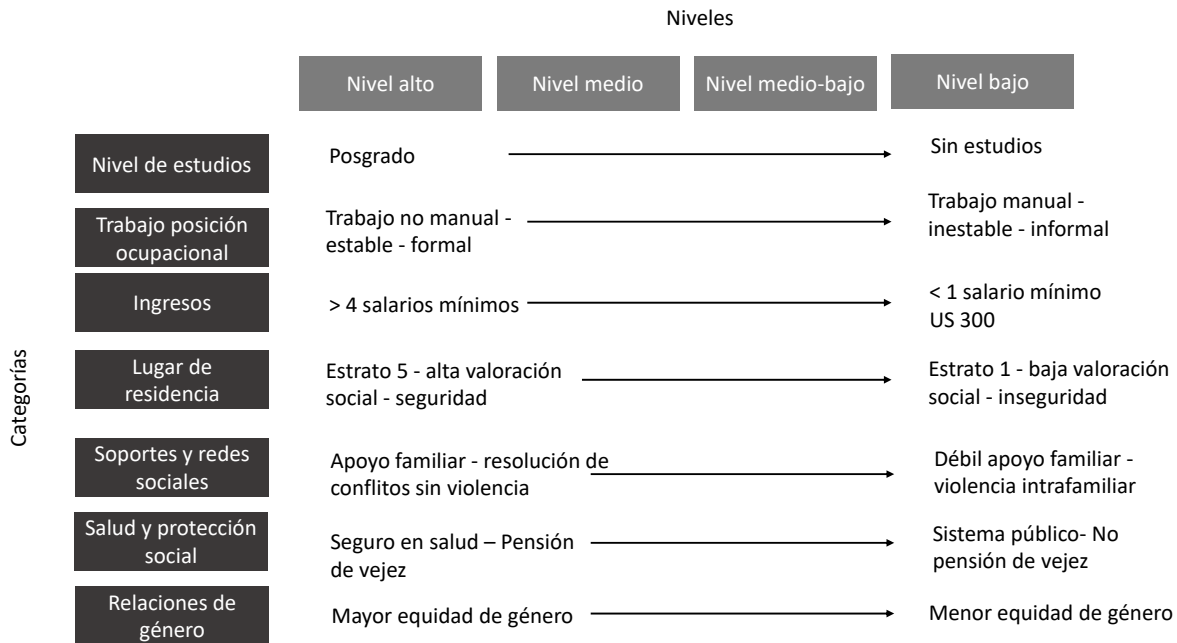 Niveles
Nivel alto
Nivel medio
Nivel medio-bajo
Nivel bajo
Categorías
Nivel de estudios
Posgrado
Sin estudios
Trabajo posición
ocupacional
Trabajo no manual -
estable - formal
Trabajo manual -
inestable - informal
Ingresos
> 4 salarios mínimos
< 1 salario mínimo
US 300
Lugar de
residencia
Estrato 5 - alta valoración
social - seguridad
Estrato 1 - baja valoración
social - inseguridad
Soportes y redes
sociales
Apoyo familiar - resolución de
conflictos sin violencia
Débil apoyo familiar -
violencia intrafamiliar
Salud y protección
social
Seguro en salud – Pensión
de vejez
Sistema público- No
pensión de vejez
Relaciones de
género
Mayor equidad de género
Menor equidad de género